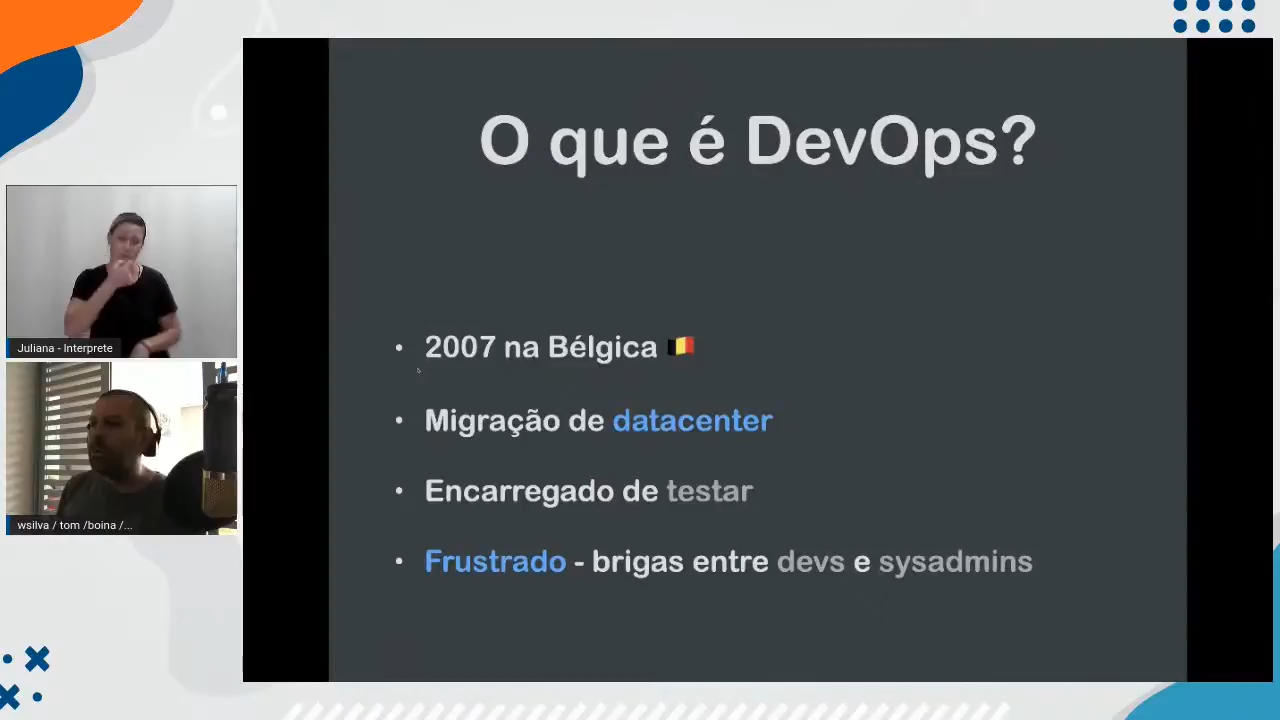 O que é DevOps?
• 2007 na Bélgica 🇧🇪
• Migração de datacenter
• Encarregado de testar
• Frustrado - brigas entre devs e sysadmins
Juliana - Interprete
wsilva / tom /boina /...